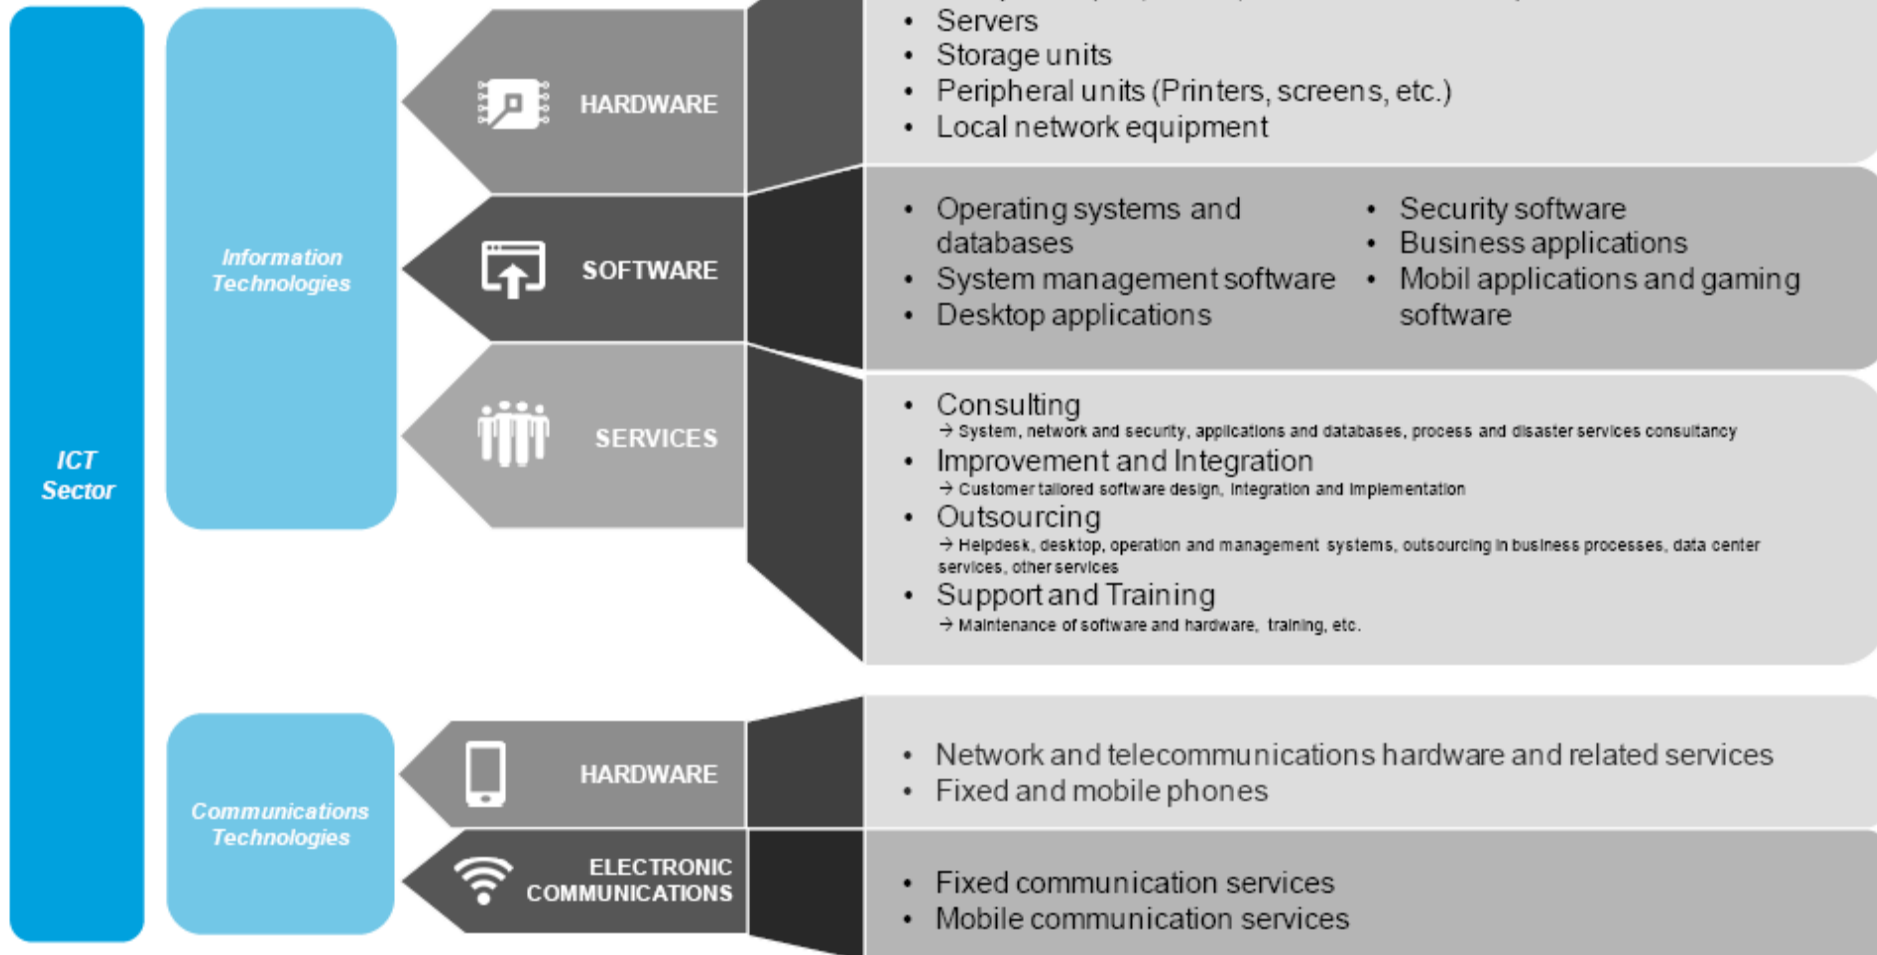 ICT
Sector
Information
Technologies
HARDWARE
• Servers
• Storage units
• Peripheral units (Printers, screens, etc.)
• Local network equipment
SOFTWARE
• Operating systems and
databases
• System management software
• Desktop applications
• Security software
• Business applications
• Mobil applications and gaming
software
SERVICES
• Consulting
→ System, network and security, applications and databases, process and disaster services consultancy
• Improvement and Integration
→ Customer tailored software design, integration and implementation
• Outsourcing
→ Helpdesk, desktop, operation and management systems, outsourcing in business processes, data center
services, other services
• Support and Training
→ Maintenance of software and hardware, training, etc.
Communications
Technologies
HARDWARE
• Network and telecommunications hardware and related services
• Fixed and mobile phones
ELECTRONIC
COMMUNICATIONS
• Fixed communication services
• Mobile communication services